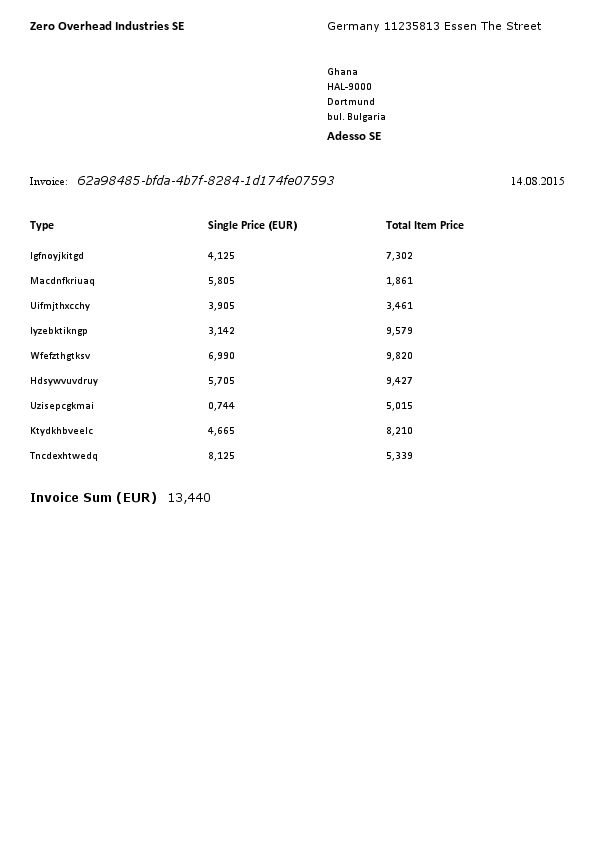 Zero Overhead Industries SE Germany 11235813 Essen The Street
Ghana
HAL-9000
Dortmund
bul. Bulgaria
Adesso SE
Invoice: 62a98485-bfda-4b7f-8284-1d174fe07593 14.08.2015
Type Single Price (EUR) Total Item Price
Igfnoyjkitgd 4,125 7,302
Macdnfkriuaq 5,805 1,861
Uifmjthxcchy 3,905 3,461
Iyzebktikngp 3,142 9,579
Wfefzthgtksv 6,990 9,820
Hdsywvuvdruy 5,705 9,427
Uzisepcgkmai 0,744 5,015
Ktydkhbveelc 4,665 8,210
Tncdexhtwedq 8,125 5,339
Invoice Sum (EUR) 13,440